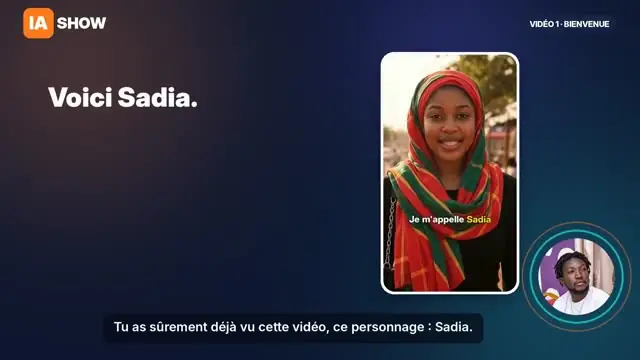 IA SHOW
VIDÉO 1 · BIENVENUE
Voici Sadia.
Je m'appelle Sadia
Tu as sûrement déjà vu cette vidéo, ce personnage : Sadia.